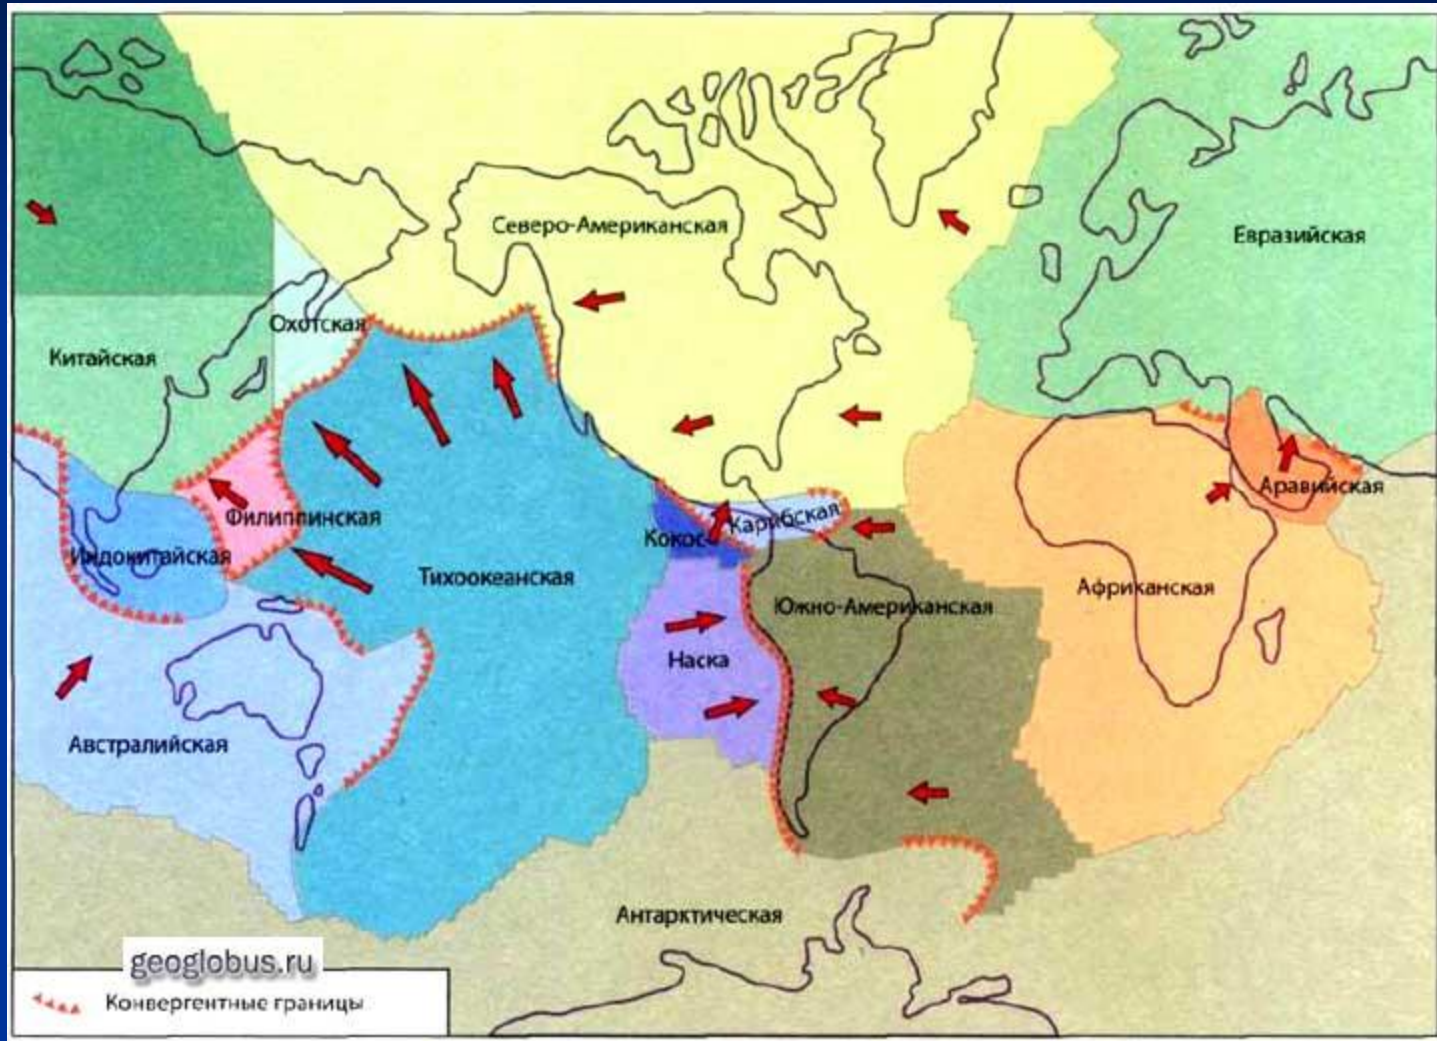 Северо-Американская
Евразийская
Охотская
Китайская
Аравийская
Карибская
Филиппинская
Кокос
Индокитайская
Тихоокеанская
Африканская
Южно-Американская
Наска
Австралийская
Антарктическая
geoglobus.ru
Конвергентные границы